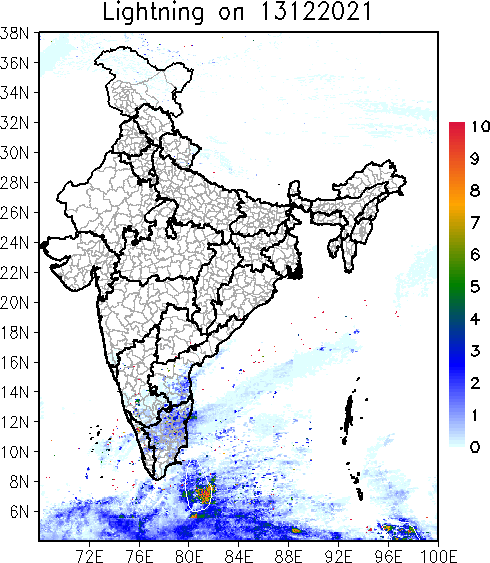 Lightning on 13122021
38N
36N
34N
32N
30N
28N
26N
24N
22N
20N
18N
16N
14N
12N
10N
8N
6N
10
9
8
7
6
5
4
3
2
1
0
72E 76E 80E 84E 88E 92E 96E 100E